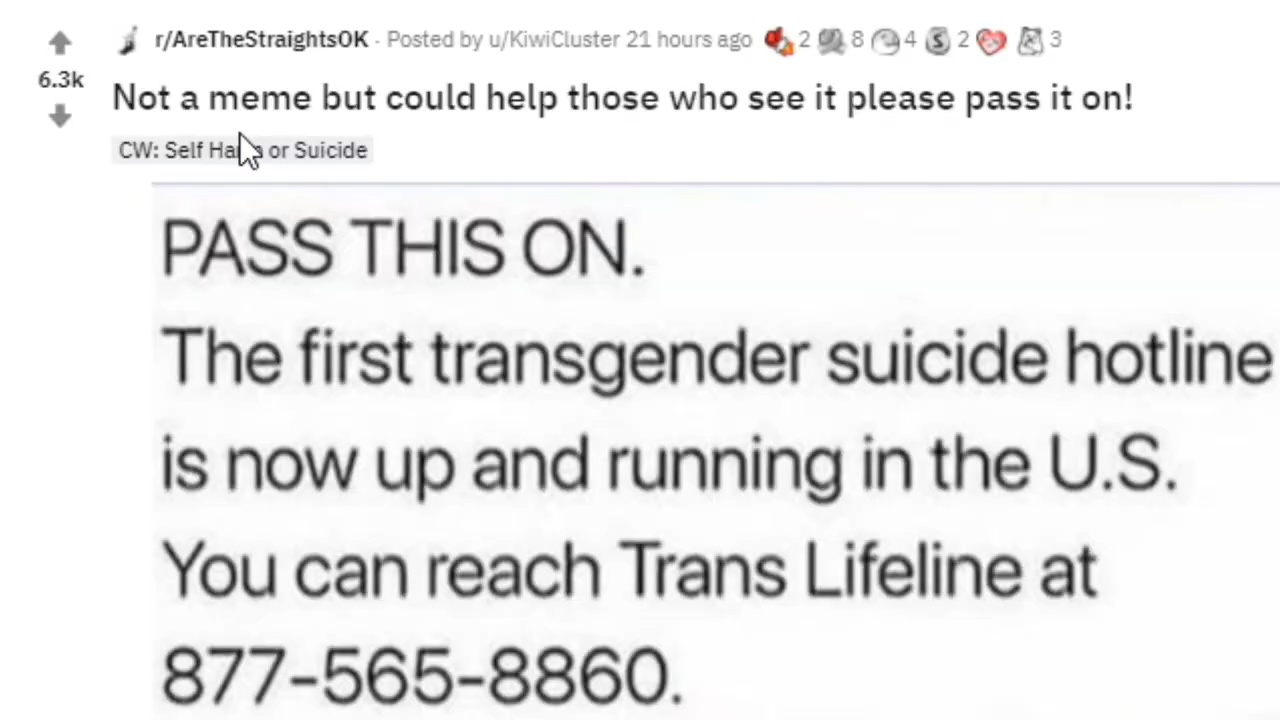 r/AreTheStraightsOK · Posted by u/KiwiCluster 21 hours ago 2 8 4 S 2 3
6.3k
Not a meme but could help those who see it please pass it on!
CW: Self Harm or Suicide
PASS THIS ON.
The first transgender suicide hotline
is now up and running in the U.S.
You can reach Trans Lifeline at
877-565-8860.